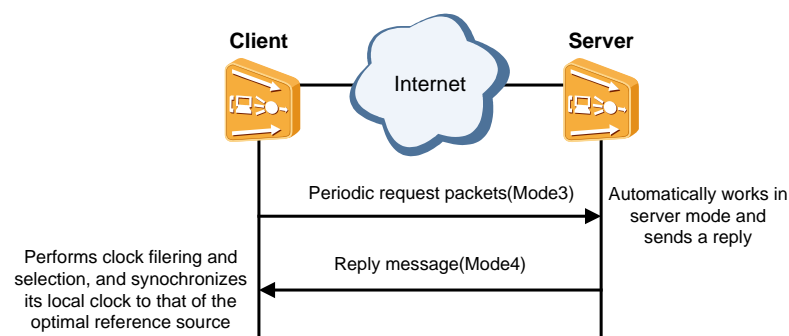 Client
Server
Internet
Periodic request packets(Mode3)
Automatically works in
server mode and
sends a reply
Performs clock filering and
selection, and synochronizes
its local clock to that of the
optimal reference source
Reply message(Mode4)